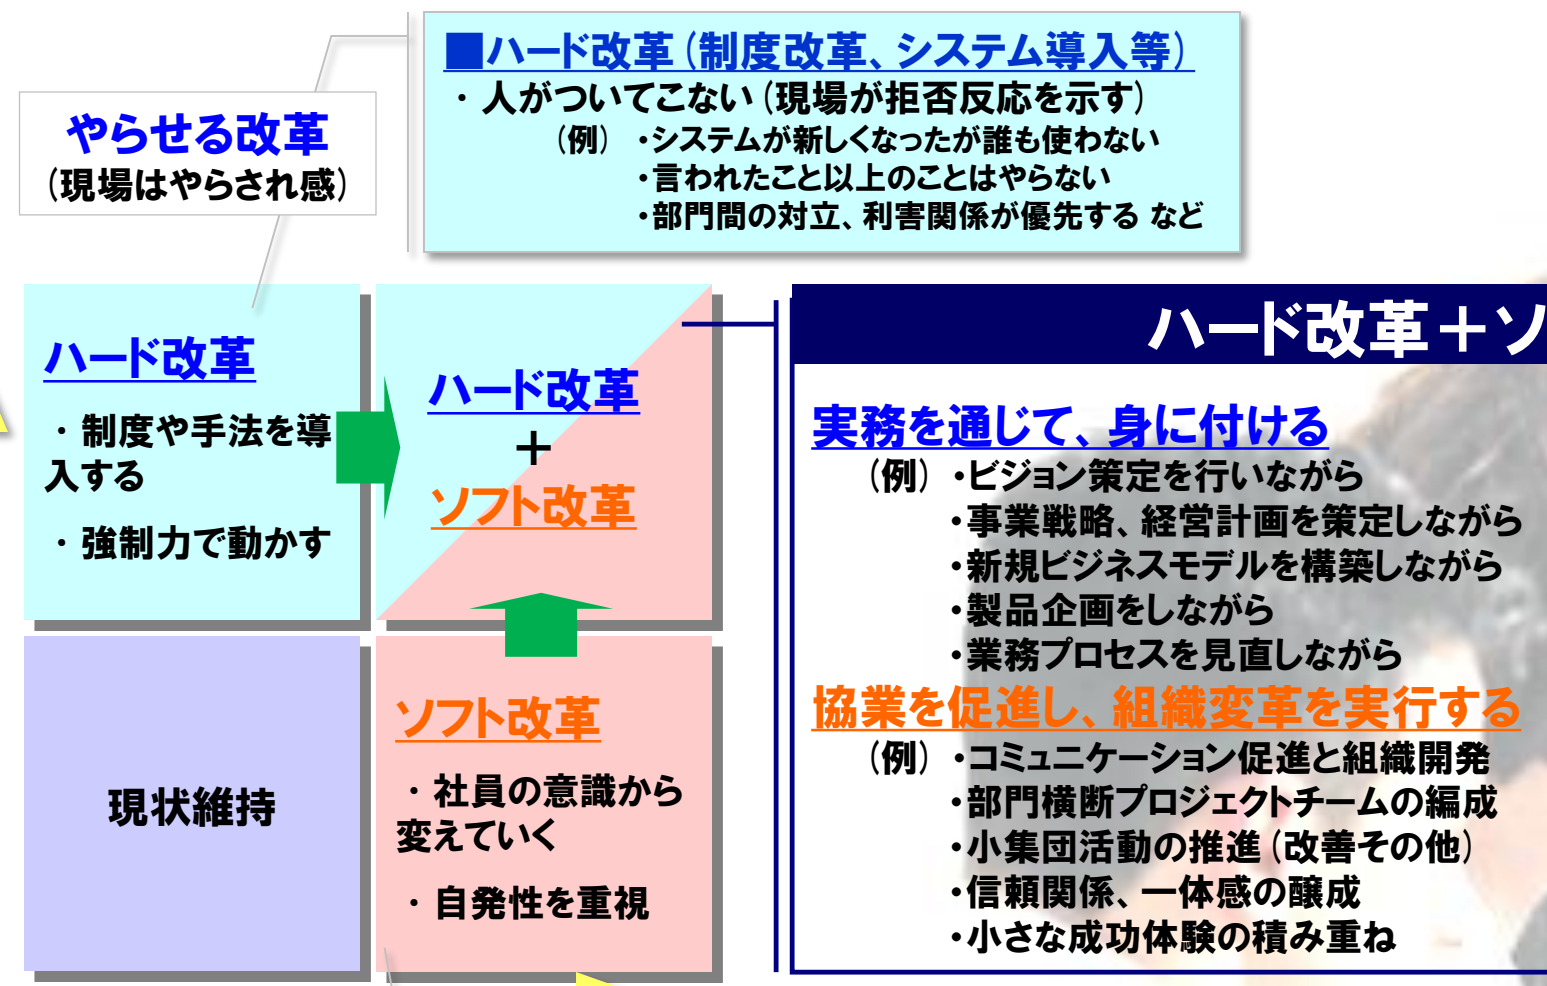 ■ハード改革（制度改革、システム導入等）
・人がついてこない（現場が拒否反応を示す）
（例）・システムが新しくなったが誰も使わない
・言われたこと以上のことはやらない
・部門間の対立、利害関係が優先する など
やらせる改革
（現場はやらされ感）
ハード改革
・制度や手法を導
入する
・強制力で動かす
ハード改革
＋
ソフト改革
現状維持
ソフト改革
・社員の意識から
変えていく
・自発性を重視
ハード改革＋ソ
実務を通じて、身に付ける
（例）・ビジョン策定を行いながら
・事業戦略、経営計画を策定しながら
・新規ビジネスモデルを構築しながら
・製品企画をしながら
・業務プロセスを見直しながら
協業を促進し、組織変革を実行する
（例）・コミュニケーション促進と組織開発
・部門横断プロジェクトチームの編成
・小集団活動の推進（改善その他）
・信頼関係、一体感の醸成
・小さな成功体験の積み重ね